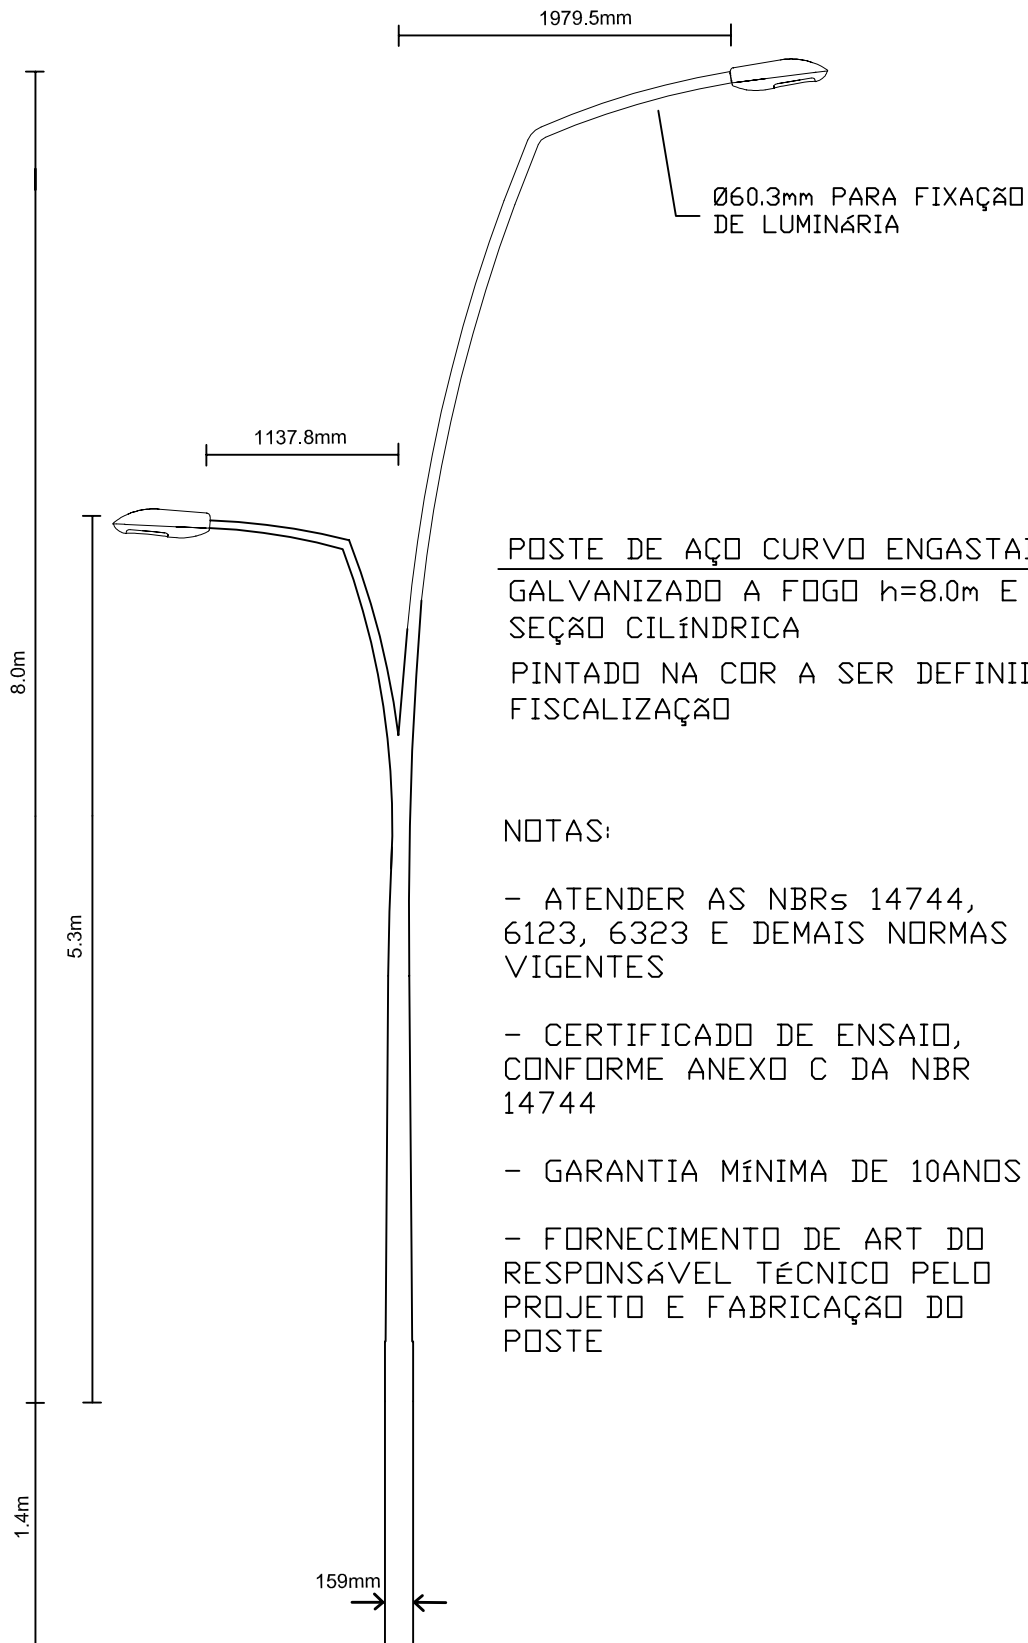 1979.5mm
Ø60.3mm PARA FIXAÇÃO
DE LUMINÁRIA
1137.8mm
POSTE DE AÇO CURVO
GALVANIZADO A FOGO h=8.0m E
SEÇÃO CILÍNDRICA
PINTADO NA COR A SER
FISCALIZAÇÃO
8.0m
NOTAS:
- ATENDER AS NBRs 14744,
6123, 6323 E DEMAIS NORMAS
VIGENTES
5.3m
- CERTIFICADO DE ENSAIO,
CONFORME ANEXO C DA NBR
14744
- GARANTIA MÍNIMA DE 10ANOS
- FORNECIMENTO DE ART DO
RESPONSÁVEL TÉCNICO PELO
PROJETO E FABRICAÇÃO DO
POSTE
1.4m
159mm